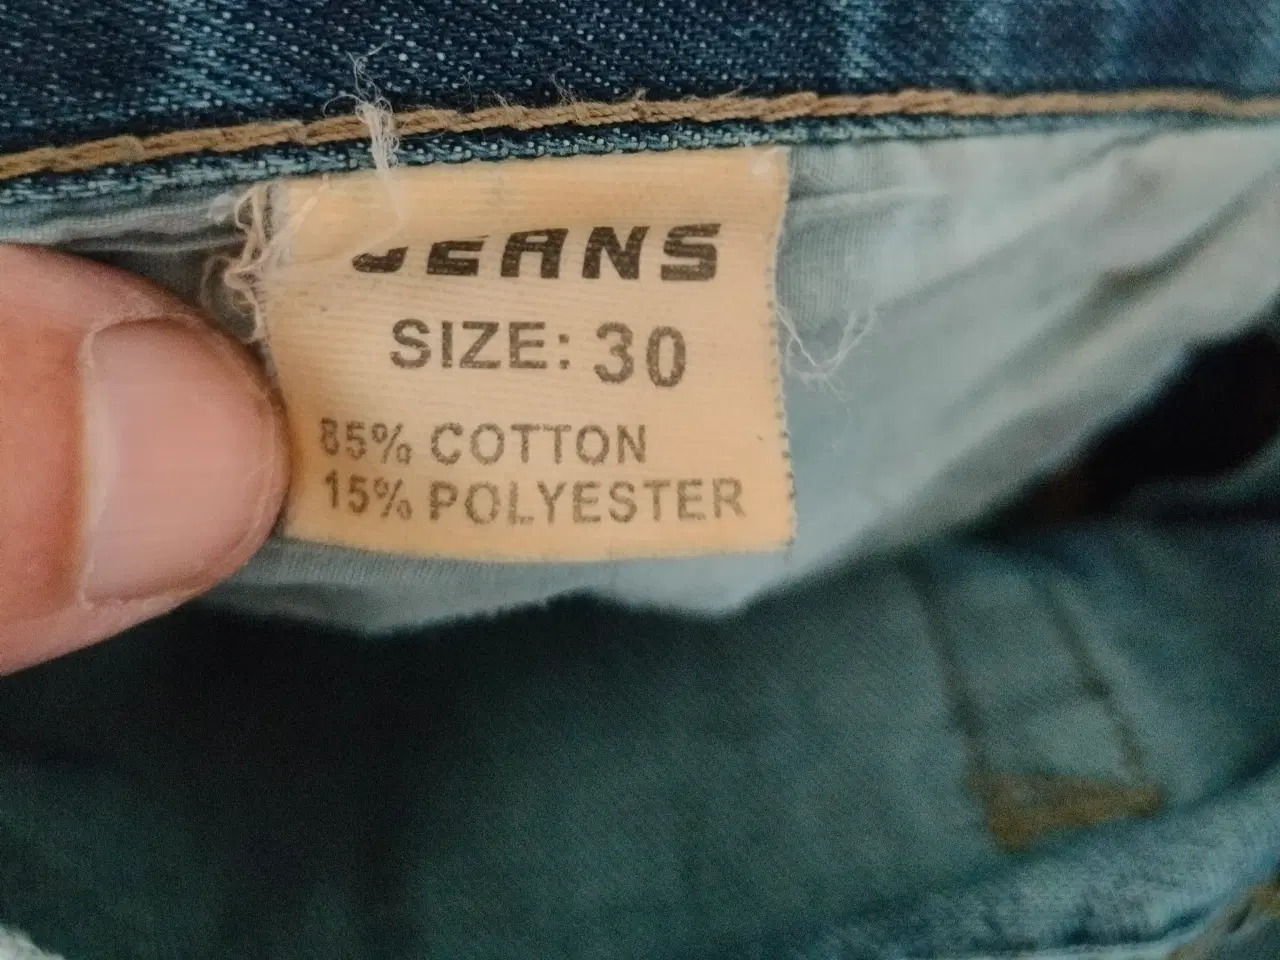 JEANS
SIZE: 30
85% COTTON
15% POLYESTER